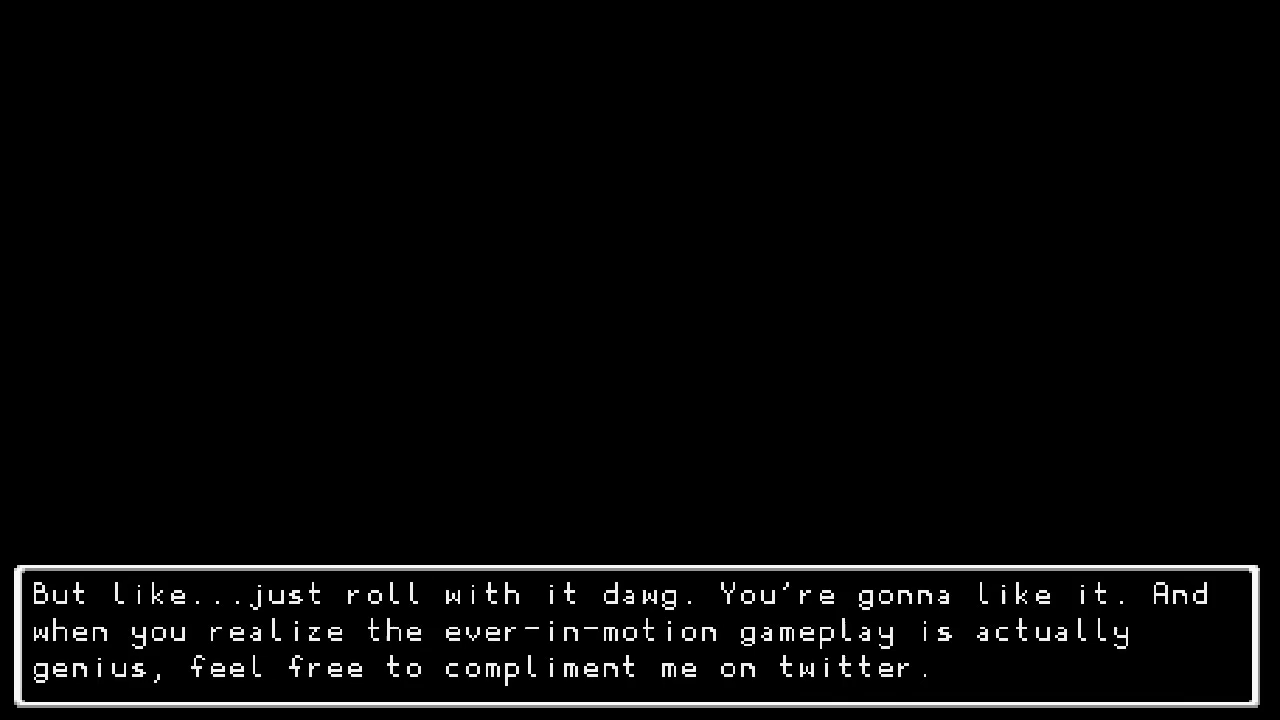 But like...just roll with it dawg. You're gonna like it. And
when you realize the ever-in-motion gameplay is actually
genius, feel free to compliment me on twitter.